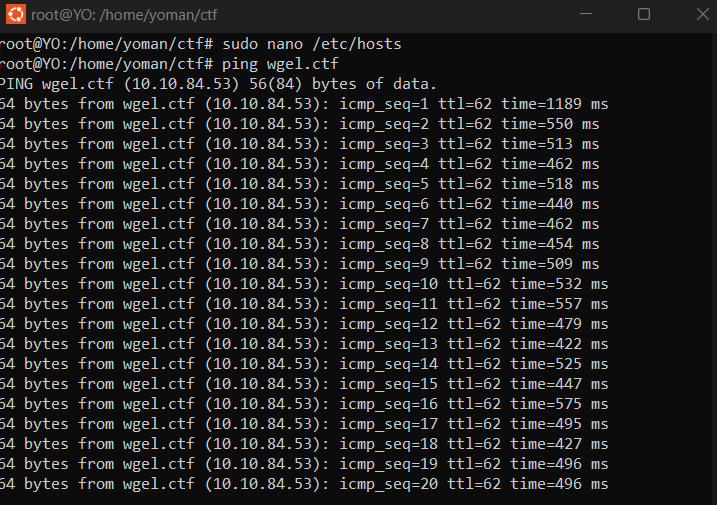 root@YO: /home/yoman/ctf
root@YO:/home/yoman/ctf# sudo nano /etc/hosts
root@YO:/home/yoman/ctf# ping wgel.ctf
PING wgel.ctf (10.10.84.53) 56(84) bytes of data.
64 bytes from wgel.ctf (10.10.84.53): icmp_seq=1 ttl=62 time=1189 ms
64 bytes from wgel.ctf (10.10.84.53): icmp_seq=2 ttl=62 time=550 ms
64 bytes from wgel.ctf (10.10.84.53): icmp_seq=3 ttl=62 time=513 ms
64 bytes from wgel.ctf (10.10.84.53): icmp_seq=4 ttl=62 time=462 ms
64 bytes from wgel.ctf (10.10.84.53): icmp_seq=5 ttl=62 time=518 ms
64 bytes from wgel.ctf (10.10.84.53): icmp_seq=6 ttl=62 time=440 ms
64 bytes from wgel.ctf (10.10.84.53): icmp_seq=7 ttl=62 time=462 ms
64 bytes from wgel.ctf (10.10.84.53): icmp_seq=8 ttl=62 time=454 ms
64 bytes from wgel.ctf (10.10.84.53): icmp_seq=9 ttl=62 time=509 ms
64 bytes from wgel.ctf (10.10.84.53): icmp_seq=10 ttl=62 time=532 ms
64 bytes from wgel.ctf (10.10.84.53): icmp_seq=11 ttl=62 time=557 ms
64 bytes from wgel.ctf (10.10.84.53): icmp_seq=12 ttl=62 time=479 ms
64 bytes from wgel.ctf (10.10.84.53): icmp_seq=13 ttl=62 time=422 ms
64 bytes from wgel.ctf (10.10.84.53): icmp_seq=14 ttl=62 time=525 ms
64 bytes from wgel.ctf (10.10.84.53): icmp_seq=15 ttl=62 time=447 ms
64 bytes from wgel.ctf (10.10.84.53): icmp_seq=16 ttl=62 time=575 ms
64 bytes from wgel.ctf (10.10.84.53): icmp_seq=17 ttl=62 time=495 ms
64 bytes from wgel.ctf (10.10.84.53): icmp_seq=18 ttl=62 time=427 ms
64 bytes from wgel.ctf (10.10.84.53): icmp_seq=19 ttl=62 time=496 ms
64 bytes from wgel.ctf (10.10.84.53): icmp_seq=20 ttl=62 time=496 ms